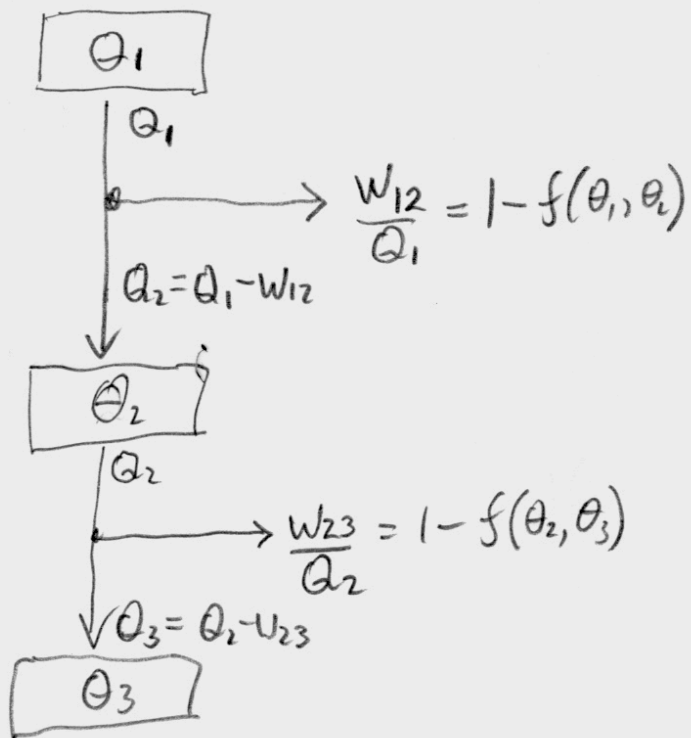 θ1
Q1
W12/Q1 = 1 - f(θ1, θ2)
Q2 = Q1 - W12
θ2
Q2
W23/Q2 = 1 - f(θ2, θ3)
Q3 = Q2 - W23
θ3